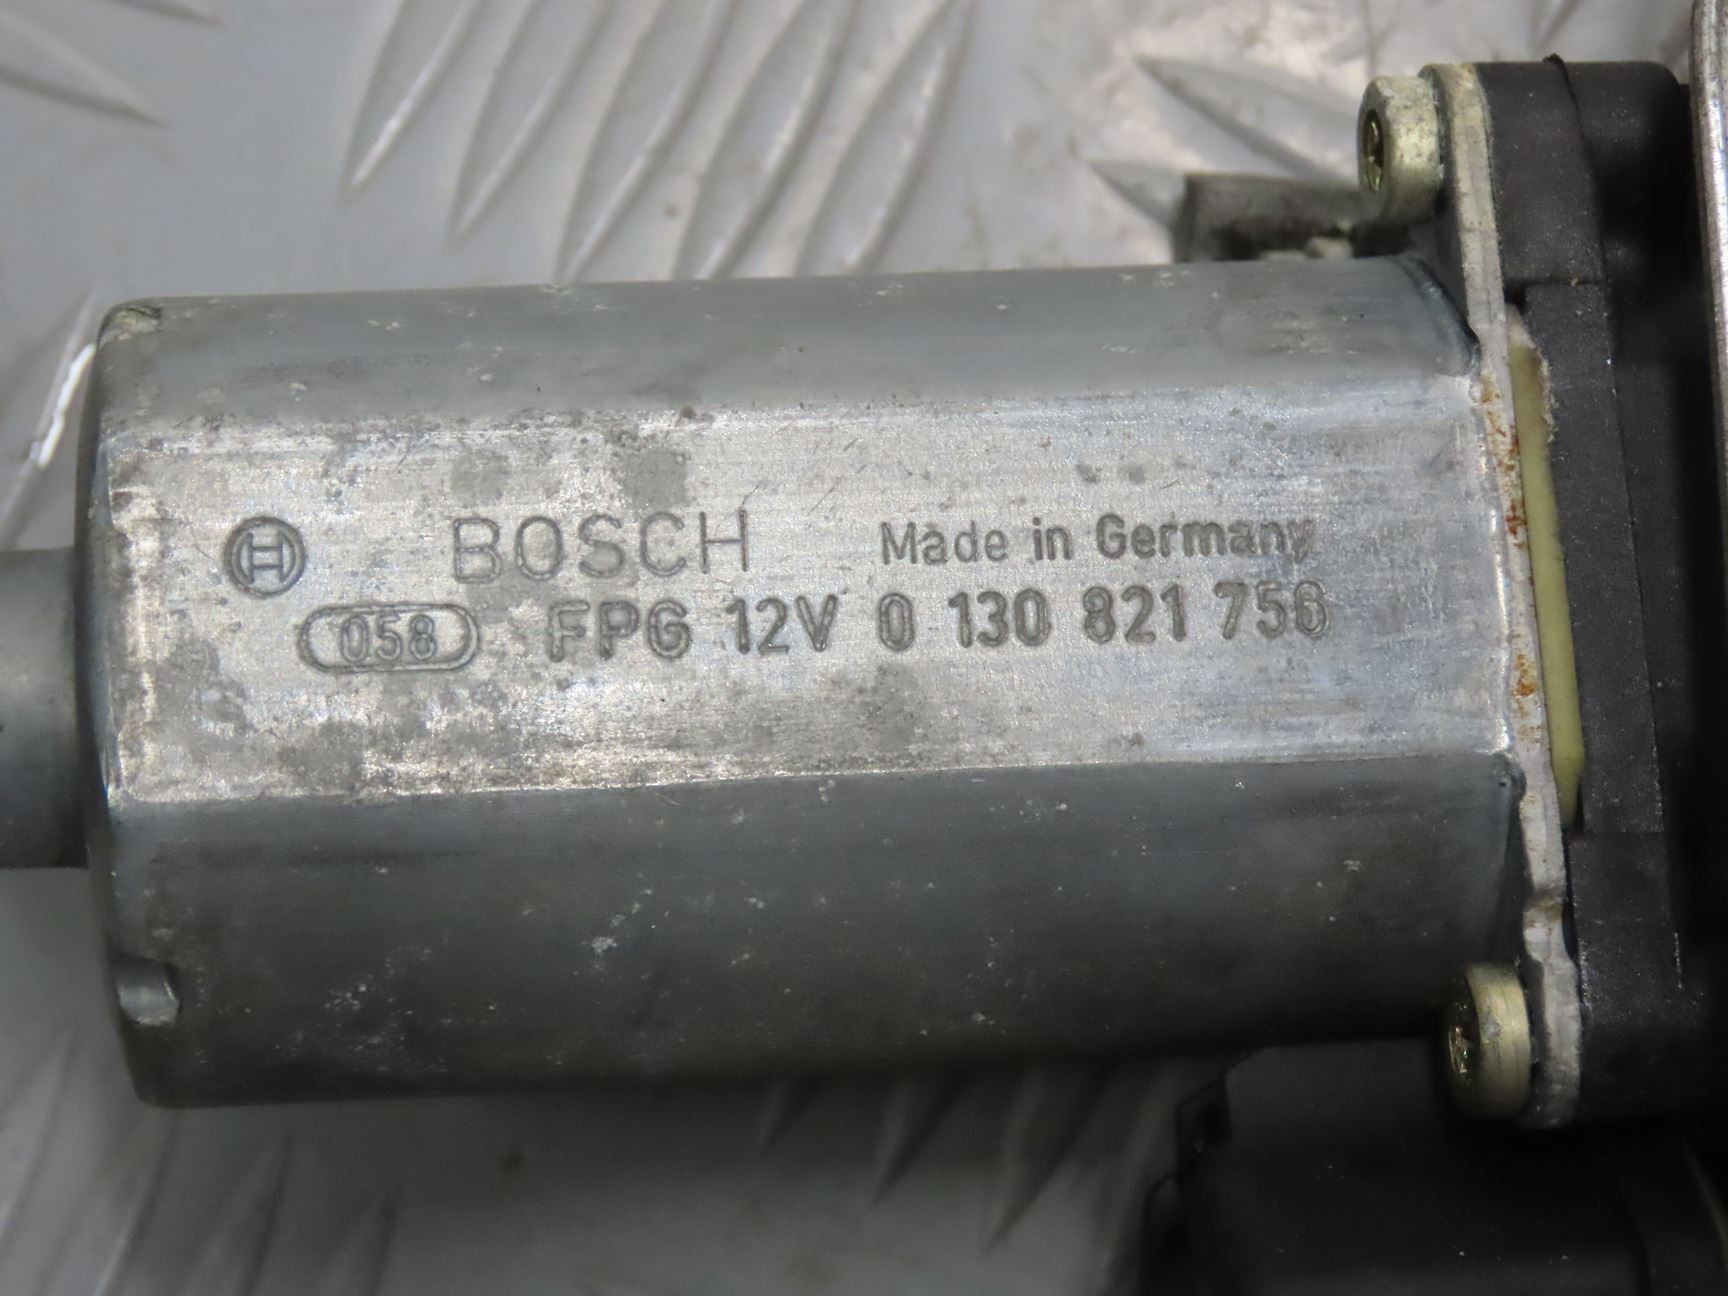 BOSCH Made in Germany
058 FPG 12V 0 130 821 756